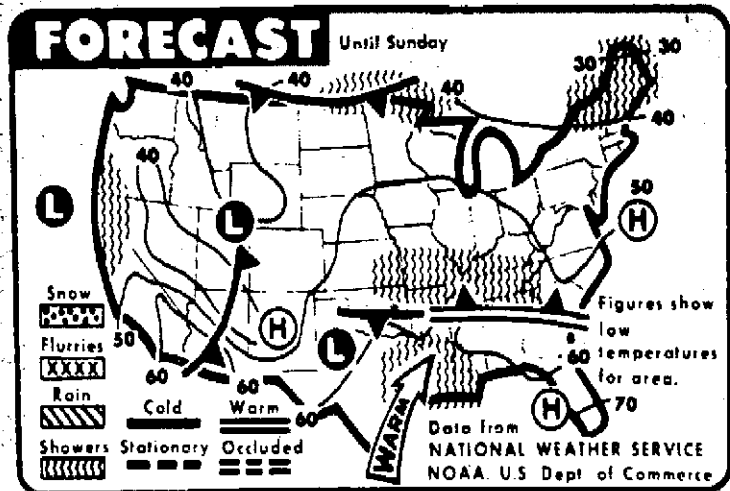 FORECAST
Until Sunday
40
40
40
30
30
40
40
L
L
50
H
Snow
Flurries
XXXX
Rain
Showers
50
60
60
60
H
L
Cold
Warm
Stationary
Occluded
WARM
Figures show
low
temperatures
for area.
60
H
70
Data from
NATIONAL WEATHER SERVICE
NOAA. U.S Dept of Commerce